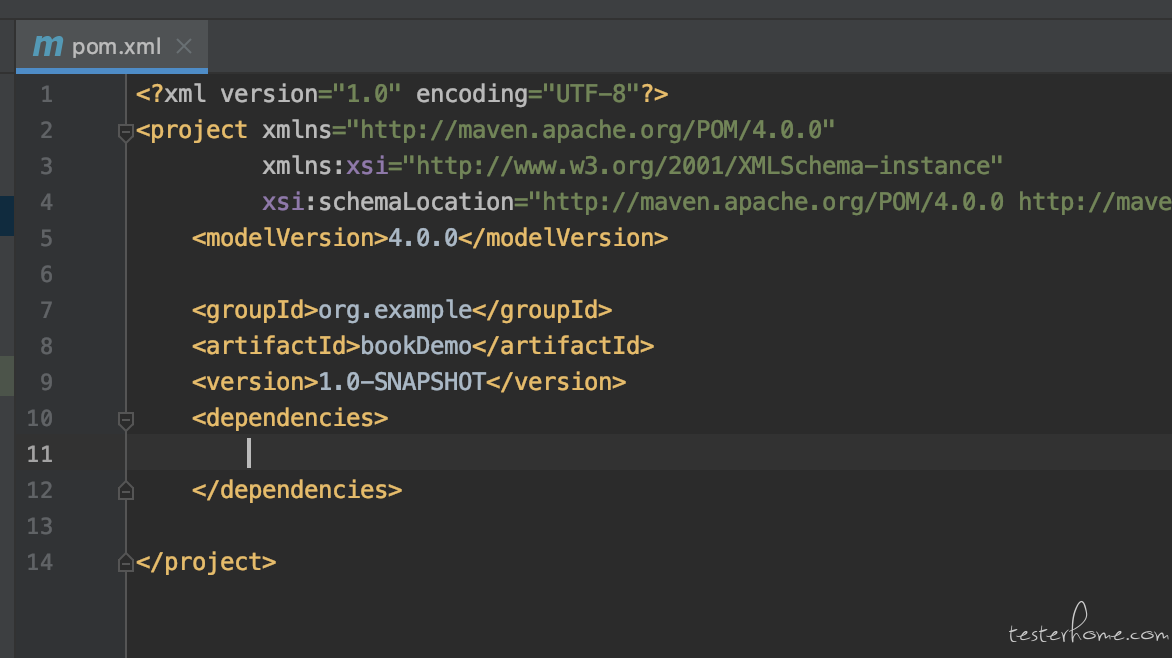 m pom.xml
1 <?xml version="1.0" encoding="UTF-8"?>
2 <project xmlns="http://maven.apache.org/POM/4.0.0"
3 xmlns:xsi="http://www.w3.org/2001/XMLSchema-instance"
4 xsi:schemaLocation="http://maven.apache.org/POM/4.0.0 http://mave
5 <modelVersion>4.0.0</modelVersion>
6
7 <groupId>org.example</groupId>
8 <artifactId>bookDemo</artifactId>
9 <version>1.0-SNAPSHOT</version>
10 <dependencies>
11
12 </dependencies>
13
14 </project>
testerhome.com